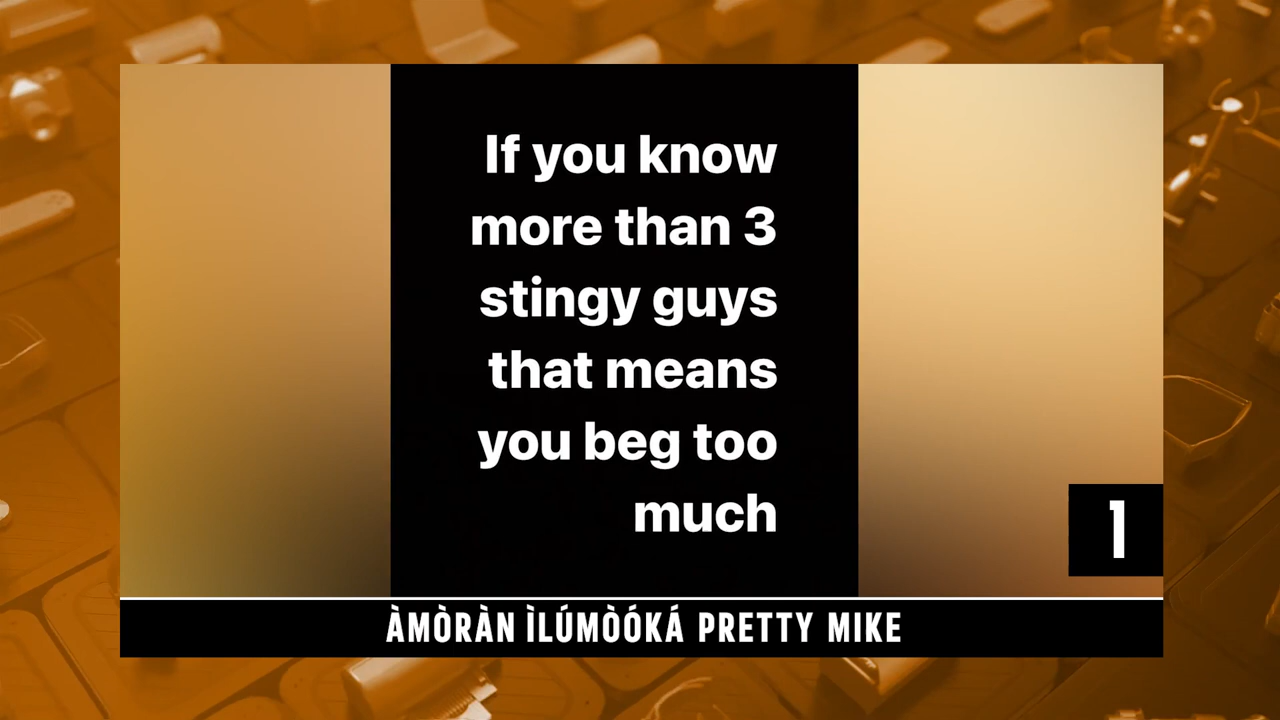 If you know
more than 3
stingy guys
that means
you beg too
much
1
ÀMÒRÀN ÌLÚMÒÓKÁ PRETTY MIKE